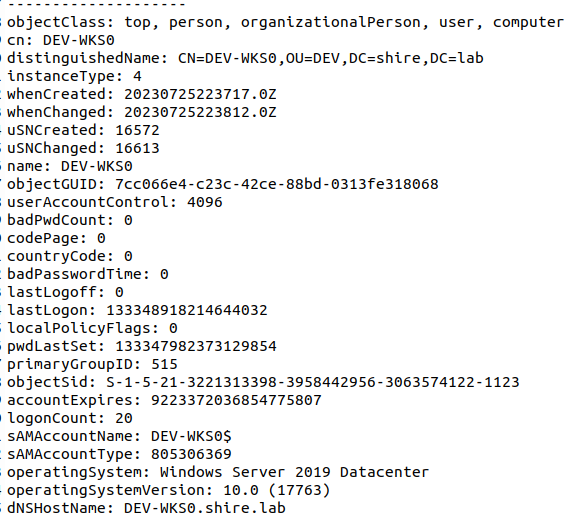 --------------------
objectClass: top, person, organizationalPerson, user, computer
cn: DEV-WKS0
distinguishedName: CN=DEV-WKS0,OU=DEV,DC=shire,DC=lab
instanceType: 4
whenCreated: 20230725223717.0Z
whenChanged: 20230725223812.0Z
uSNCreated: 16572
uSNChanged: 16613
name: DEV-WKS0
objectGUID: 7cc066e4-c23c-42ce-88bd-0313fe318068
userAccountControl: 4096
badPwdCount: 0
codePage: 0
countryCode: 0
badPasswordTime: 0
lastLogoff: 0
lastLogon: 133348918214644032
localPolicyFlags: 0
pwdLastSet: 133347982373129854
primaryGroupID: 515
objectSid: S-1-5-21-3221313398-3958442956-3063574122-1123
accountExpires: 9223372036854775807
logonCount: 20
sAMAccountName: DEV-WKS0$
sAMAccountType: 805306369
operatingSystem: Windows Server 2019 Datacenter
operatingSystemVersion: 10.0 (17763)
dNSHostName: DEV-WKS0.shire.lab